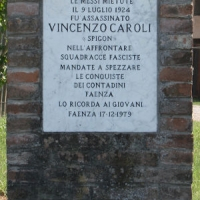 LE MESSI MIETUTE
IL 9 LUGLIO 1924
FU ASSASSINATO
VINCENZO CAROLI
SPIGON
NELL AFFRONTARE
SQUADRACCE FASCISTE
MANDATE A SPEZZARE
LE CONQUISTE
DEI CONTADINI
FAENZA
LO RICORDA AI GIOVANI
FAENZA 17-12-1979